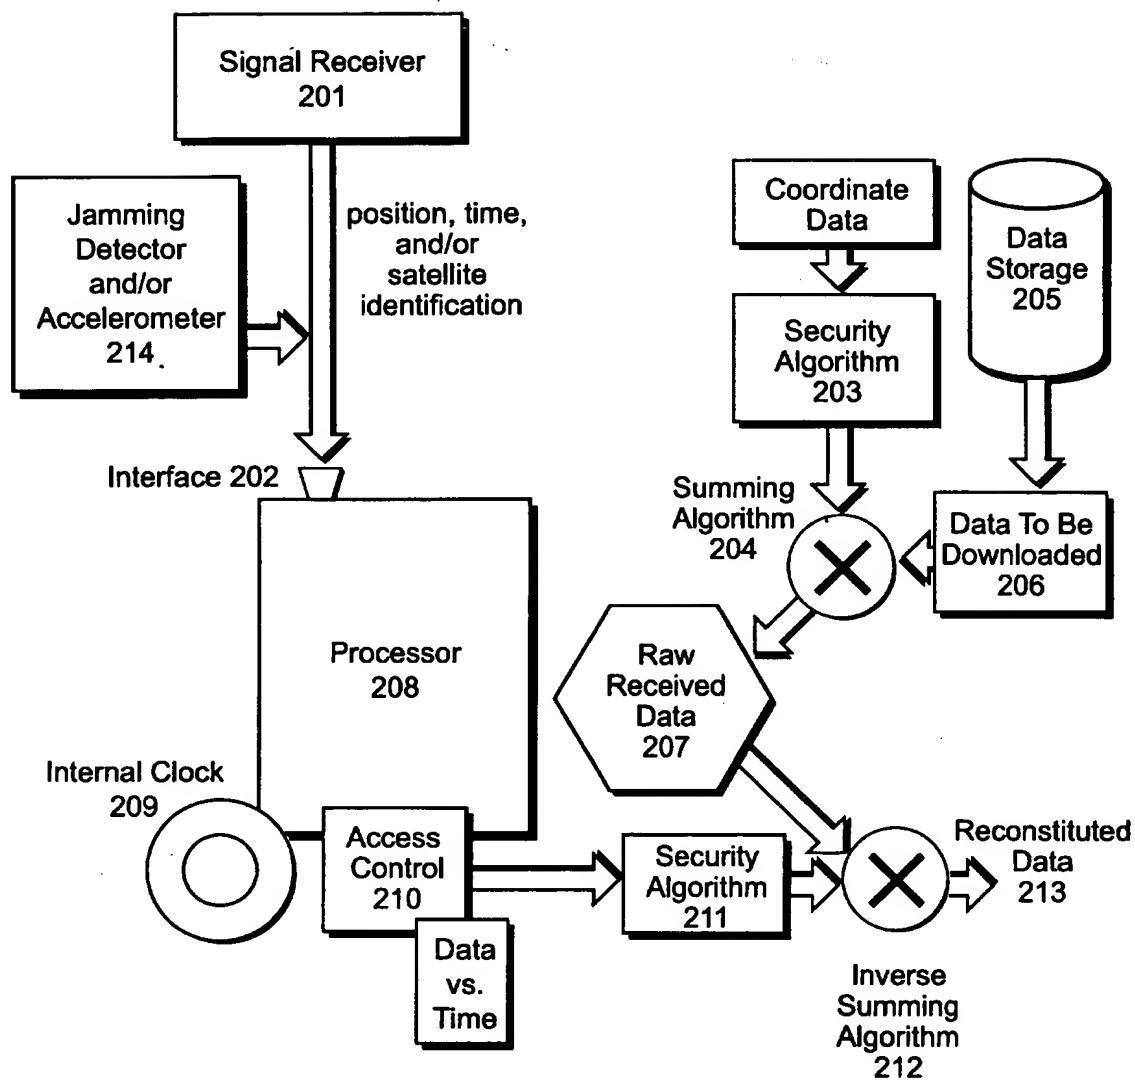 Signal Receiver
201
Jamming
Detector
and/or
Accelerometer
214
position, time,
and/or
satellite
identification
Coordinate
Data
Data
Storage
205
Security
Algorithm
203
Interface 202
Summing
Algorithm
204
Data To Be
Downloaded
206
Processor
208
Raw
Received
Data
207
Internal Clock
209
Access
Control
210
Security
Algorithm
211
Reconstituted
Data
213
Data
vs.
Time
Inverse
Summing
Algorithm
212